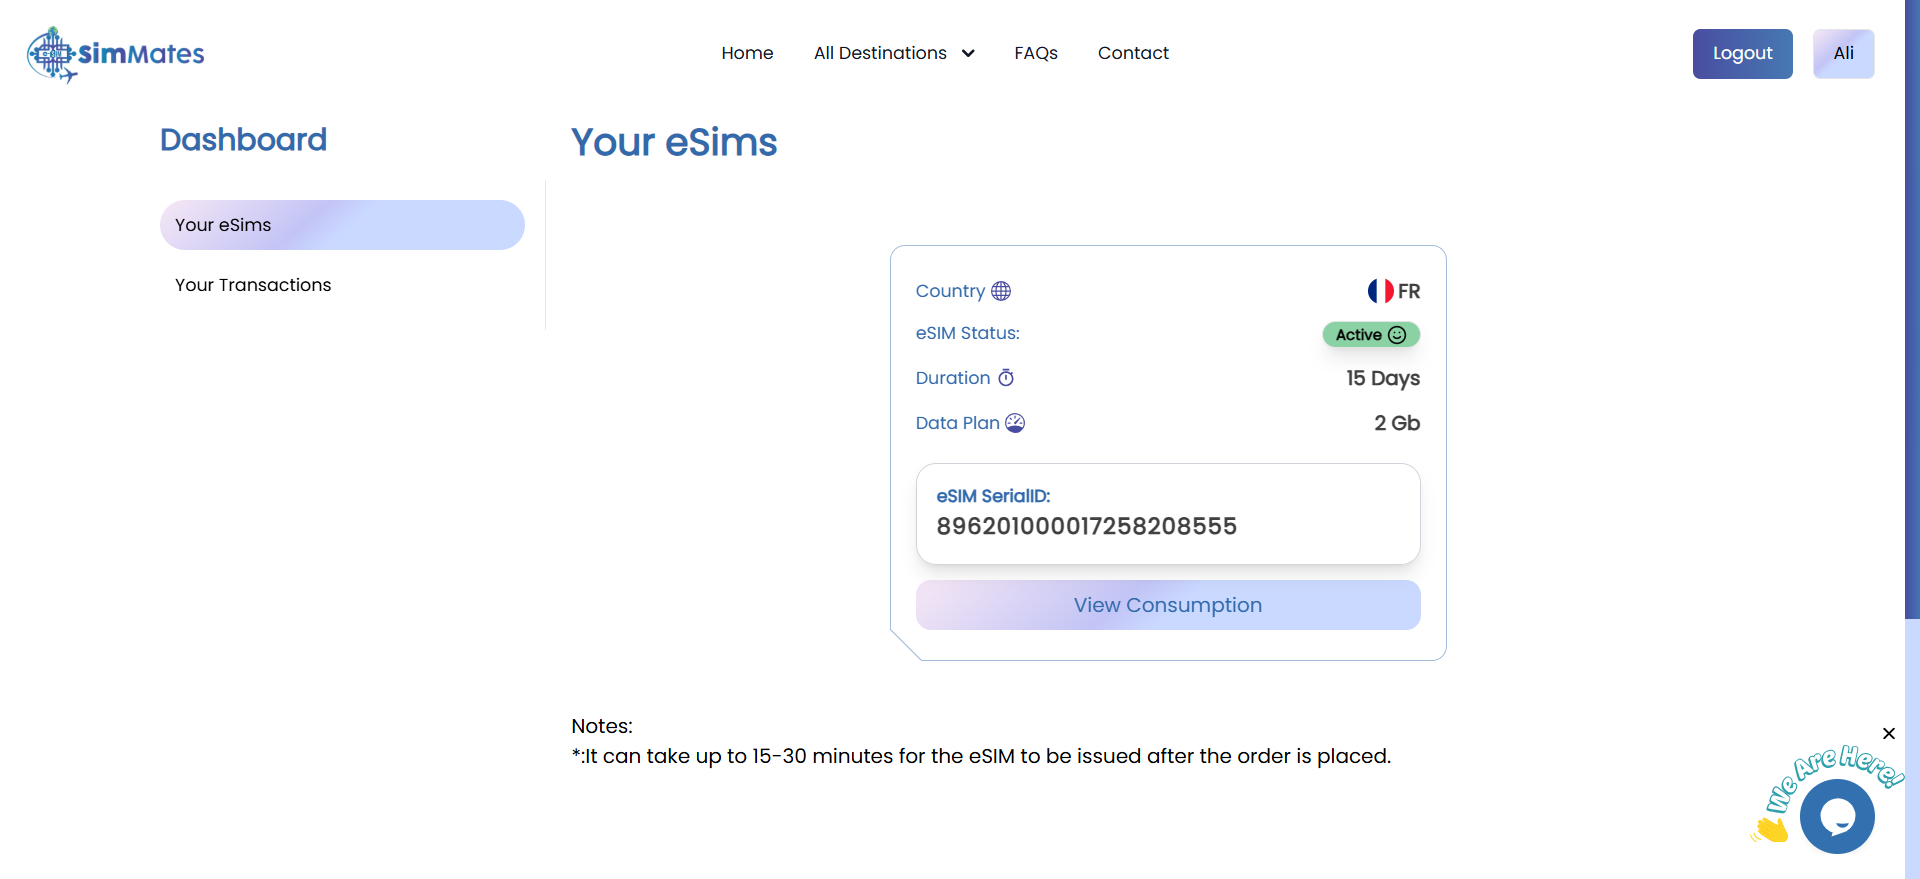 e-SIM
simMates
Home
All Destinations
FAQs
Contact
Logout
Ali
Dashboard
Your eSims
Your Transactions
Your eSims
Country
FR
eSIM Status:
Active
Duration
15 Days
Data Plan
2 Gb
eSIM SerialID:
896201000017258208555
View Consumption
Notes:
*:It can take up to 15-30 minutes for the eSIM to be issued after the order is placed.
We Are Here!